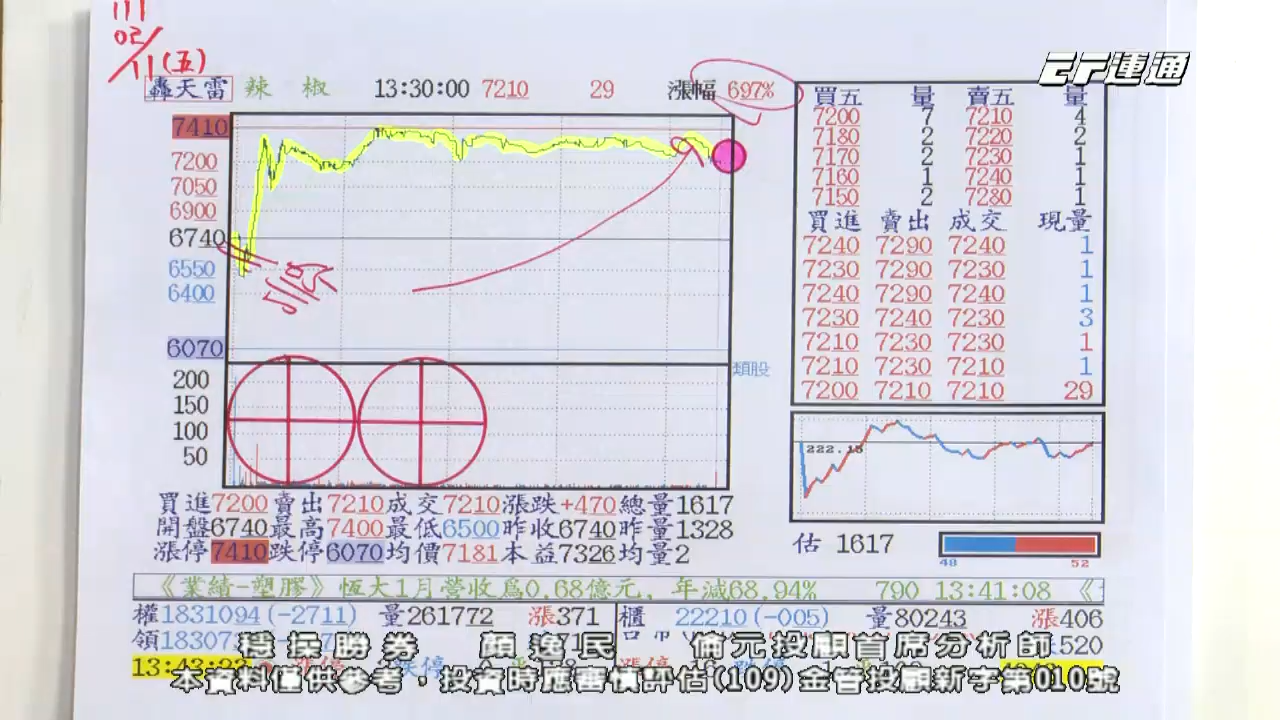 111
02/11(五)
ET運通
轟天雷 辣椒 13:30:00 7210 29 漲幅 697%
7410
7200
7050
6900
6740
6550
6400
6070
200
150
100
50
類股
買五 量 賣五 量
7200 7 7210 4
7180 2 7220 2
7170 2 7230 1
7160 1 7240 1
7150 2 7280 1
買進 賣出 成交 現量
7240 7290 7240 1
7230 7290 7230 1
7240 7290 7240 1
7230 7240 7230 3
7210 7230 7210 1
7210 7230 7210 1
7200 7210 7210 29
222.15
估 1617
48 52
買進7200賣出7210成交7210漲跌+470總量1617
開盤6740最高7400最低6500昨收6740昨量1328
漲停7410跌停6070均價7181本益7326均量2
《業績-塑膠》恆大1月營收為0.68億元, 年減68.94% 790 13:41:08
權1831094(-2711) 量261772 漲371 櫃 22210(-005) 量80243 漲406
領18307 520
穩操勝券 顏逸民 倫元投顧首席分析師
本資料僅供參考，投資時應審慎評估(109)金管投顧新字第010號